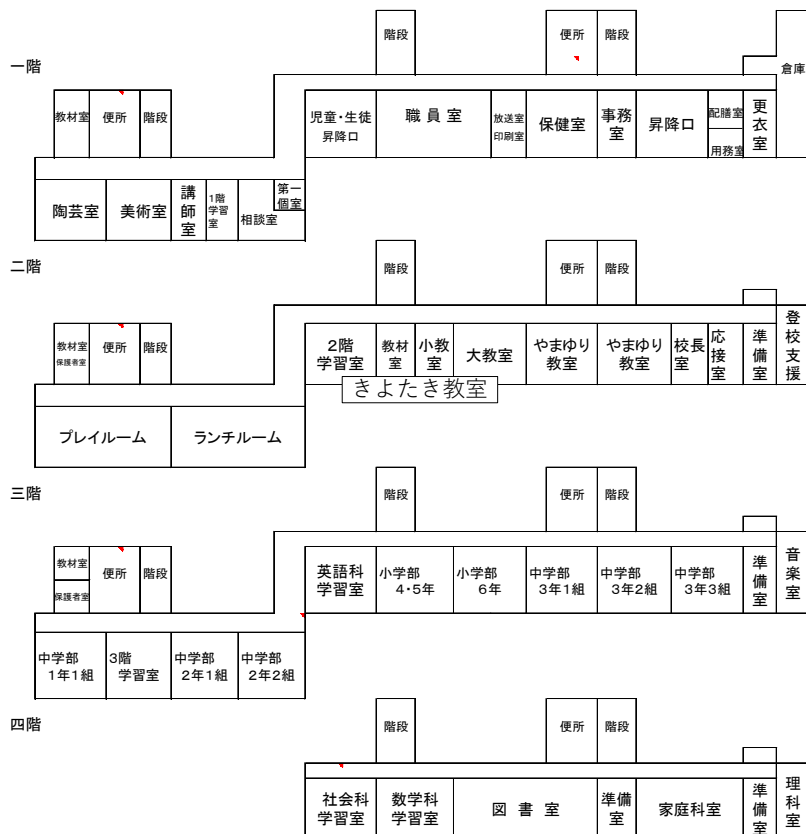 一階
階段
便所
階段
倉庫
教材室
便所
階段
児童・生徒
昇降口
職員室
放送室
印刷室
保健室
事務
室
昇降口
配膳室
用務室
更衣室
陶芸室
美術室
講師室
1階
学習
室
相談室
第一
個室
二階
階段
便所
階段
教材室
保護者室
便所
階段
2階
学習室
教材
室
小教
室
大教室
やまゆり
教室
やまゆり
教室
校長
室
応接室
準備室
登校支援
きよたき教室
プレイルーム
ランチルーム
三階
階段
便所
階段
教材室
保護者室
便所
階段
英語科
学習室
小学部
4・5年
小学部
6年
中学部
3年1組
中学部
3年2組
中学部
3年3組
準備室
音楽室
中学部
1年1組
3階
学習室
中学部
2年1組
中学部
2年2組
四階
階段
便所
階段
社会科
学習室
数学科
学習室
図書室
準備
室
家庭科室
準備室
理科室